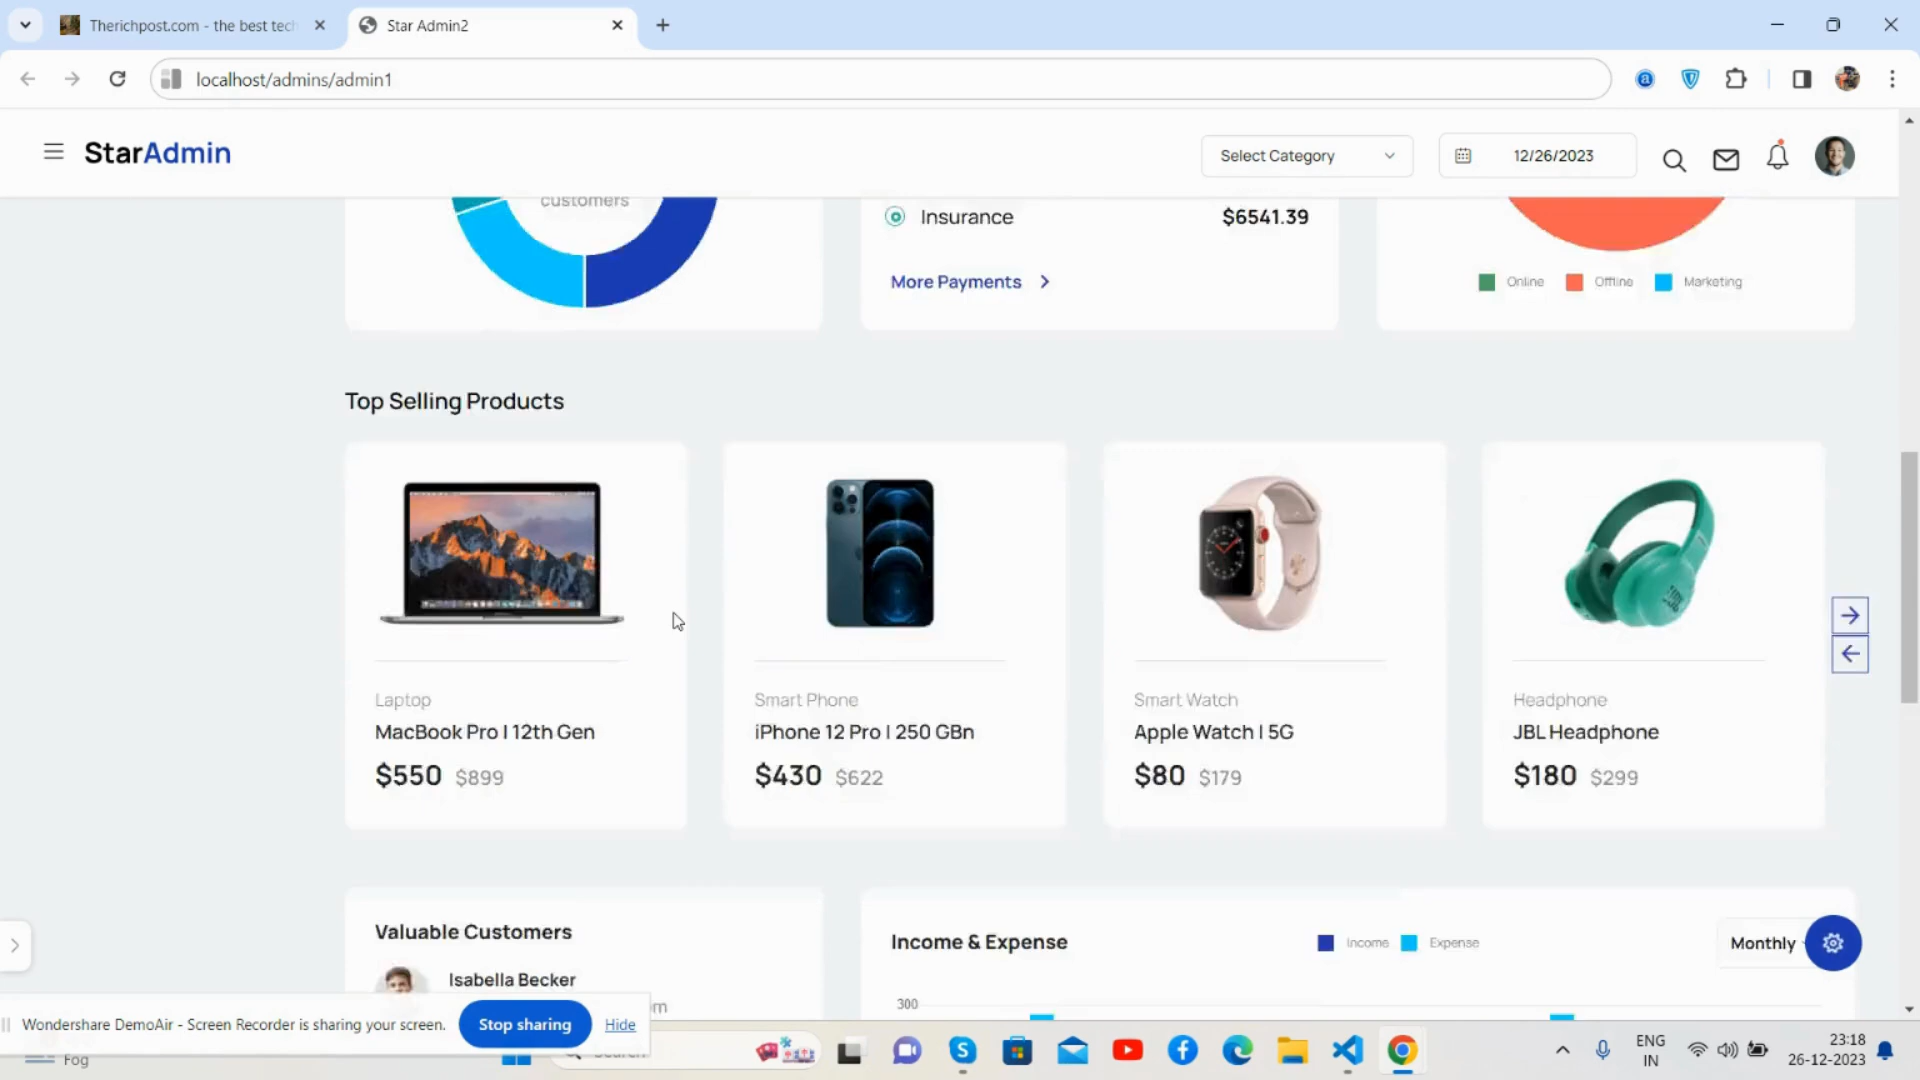 Therichpost.com - the best tech
Star Admin2
localhost/admins/admin1
StarAdmin
Select Category
12/26/2023
customers
Insurance $6541.39
More Payments
Online Offline Marketing
Top Selling Products
Laptop
MacBook Pro | 12th Gen
$550 $899
Smart Phone
iPhone 12 Pro | 250 GBn
$430 $622
Smart Watch
Apple Watch | 5G
$80 $179
Headphone
JBL Headphone
$180 $299
Valuable Customers
Isabella Becker
m
Income & Expense
Income Expense
Monthly
300
Wondershare DemoAir - Screen Recorder is sharing your screen.
Stop sharing
Hide
Fog
Search
ENG
IN
23:18
26-12-2023